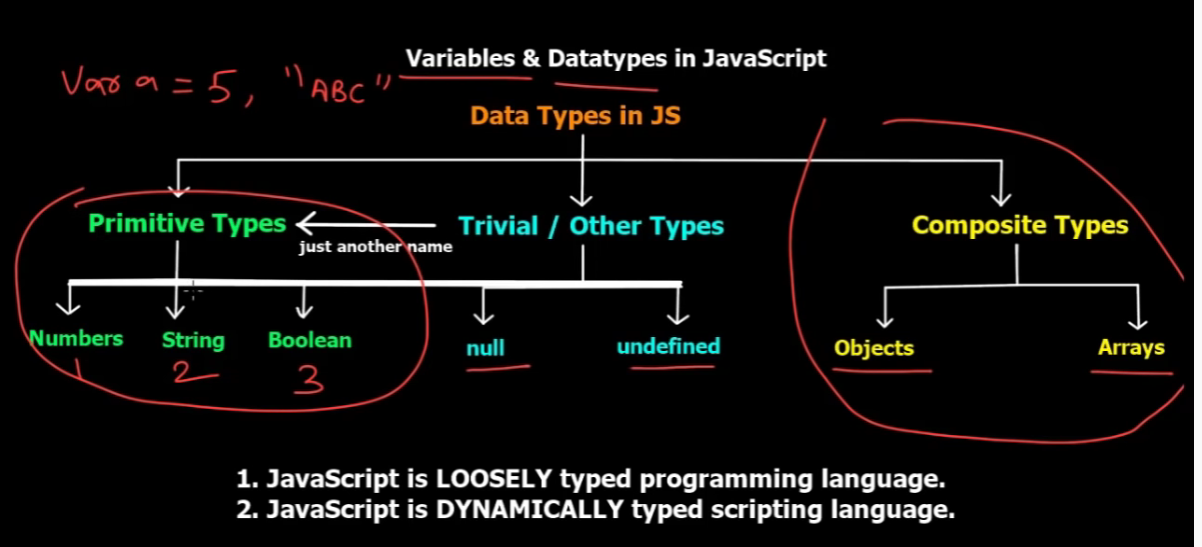 Variables & Datatypes in JavaScript
Var a = 5, "ABC"
Data Types in JS
Primitive Types
just another name
Trivial / Other Types
Composite Types
Numbers
String
Boolean
null
undefined
Objects
Arrays
1
2
3
1. JavaScript is LOOSELY typed programming language.
2. JavaScript is DYNAMICALLY typed scripting language.